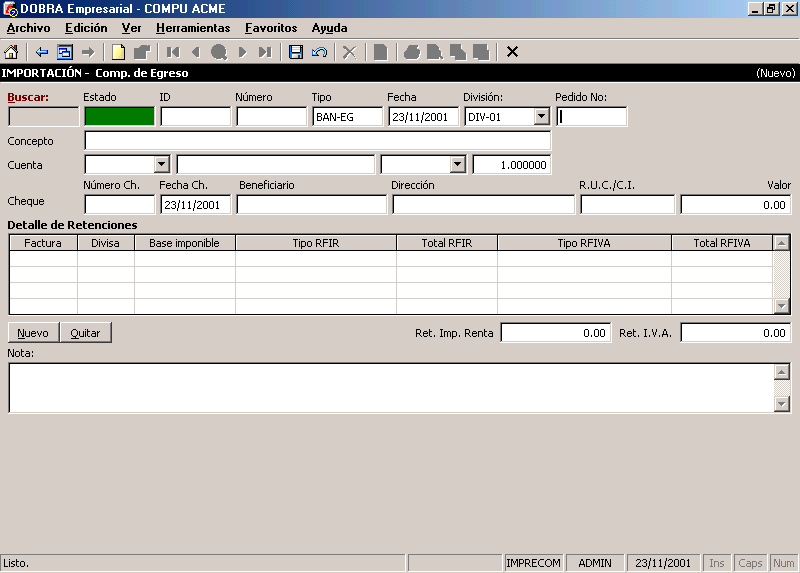 DOBRA Empresarial - COMPU ACME
Archivo Edición Ver Herramientas Favoritos Ayuda
IMPORTACIÓN - Comp. de Egreso (Nuevo)
Buscar: Estado ID Número Tipo Fecha División: Pedido No:
BAN-EG 23/11/2001 DIV-01
Concepto
Cuenta 1.000000
Número Ch. Fecha Ch. Beneficiario Dirección R.U.C./C.I. Valor
Cheque 23/11/2001 0.00
Detalle de Retenciones
Factura Divisa Base imponible Tipo RFIR Total RFIR Tipo RFIVA Total RFIVA
Nuevo Quitar Ret. Imp. Renta 0.00 Ret. I.V.A. 0.00
Nota:
Listo. IMPRECOM ADMIN 23/11/2001 Ins Caps Num